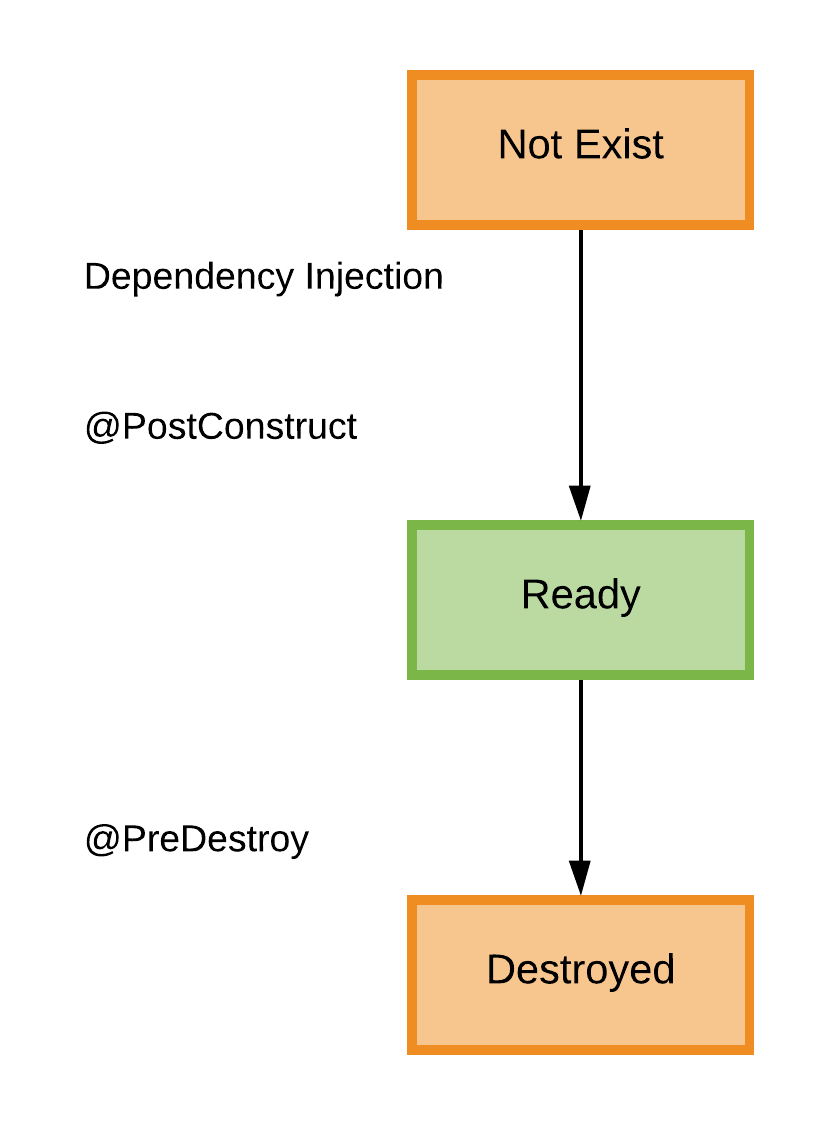 Not Exist
Dependency Injection
@PostConstruct
Ready
@PreDestroy
Destroyed